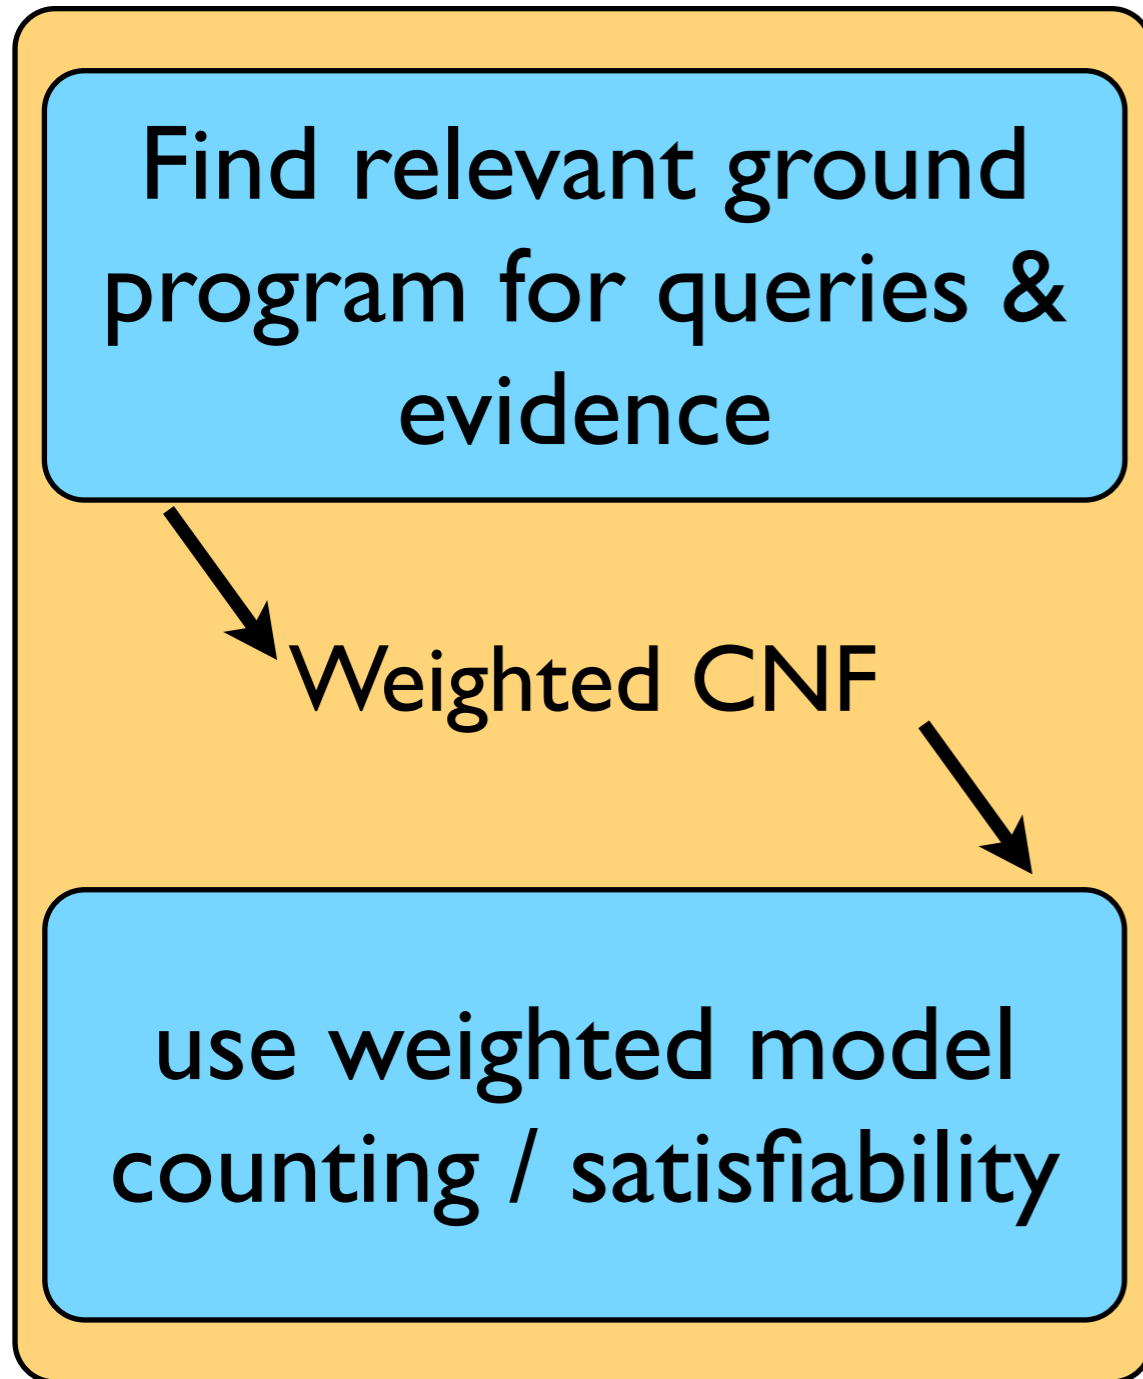 Find relevant ground
program for queries &
evidence
Weighted CNF
use weighted model
counting / satisfiability